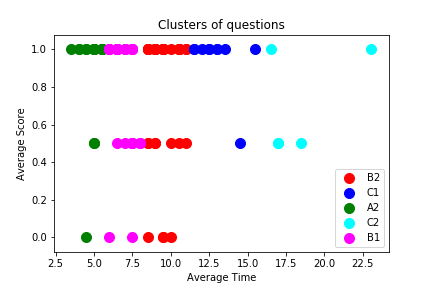 Clusters of questions
Average Score
1.0
0.8
0.6
0.4
0.2
0.0
B2
C1
A2
C2
B1
2.5 5.0 7.5 10.0 12.5 15.0 17.5 20.0 22.5
Average Time